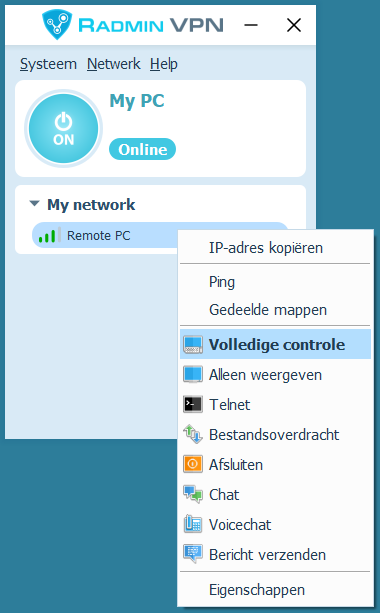 RADMIN VPN
Systeem Netwerk Help
My PC
ON
Online
My network
Remote PC
IP-adres kopiëren
Ping
Gedeelde mappen
Volledige controle
Alleen weergeven
Telnet
Bestandsoverdracht
Afsluiten
Chat
Voicechat
Bericht verzenden
Eigenschappen